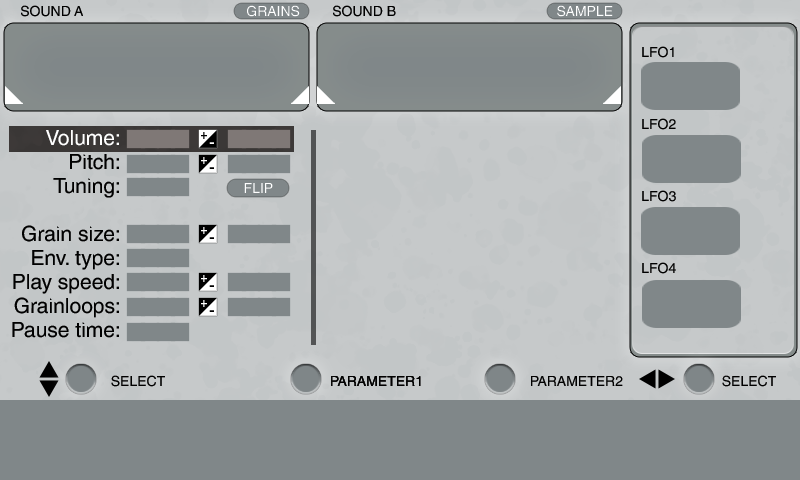 SOUND A
GRAINS
SOUND B
SAMPLE
LFO1
LFO2
LFO3
LFO4
Volume:
Pitch:
Tuning:
FLIP
Grain size:
Env. type:
Play speed:
Grainloops:
Pause time:
SELECT
PARAMETER1
PARAMETER2
SELECT